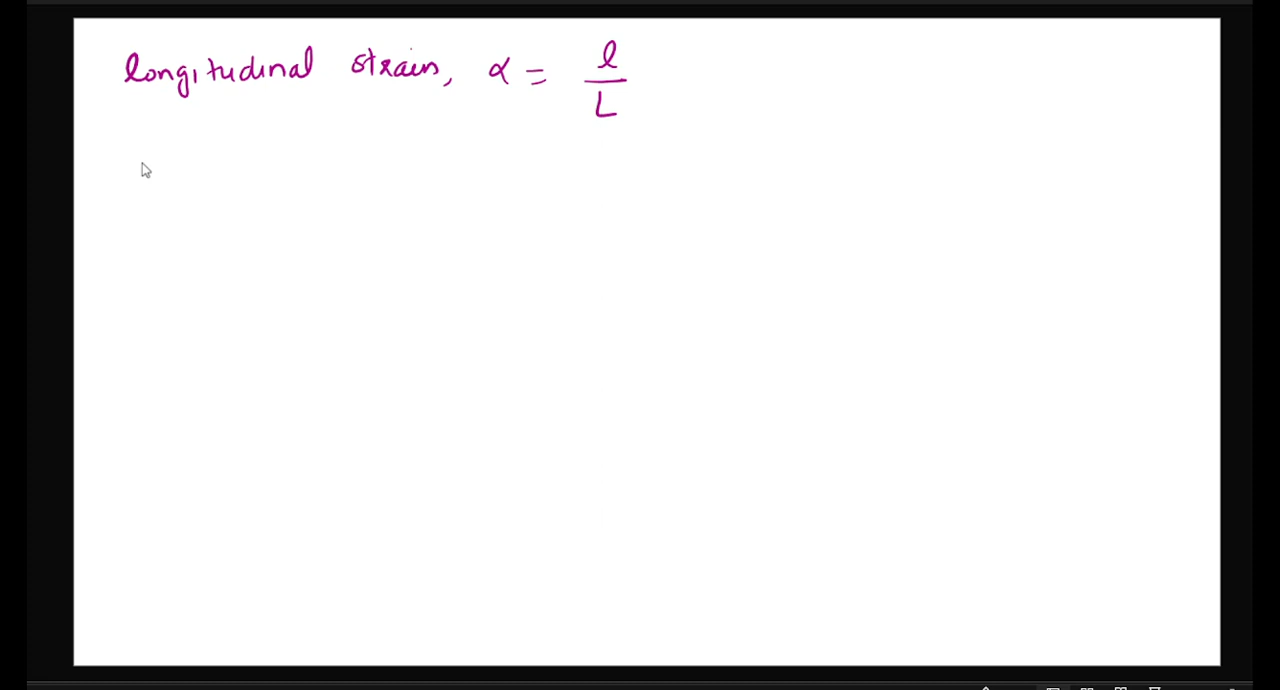 longitudinal strain, α = l/L